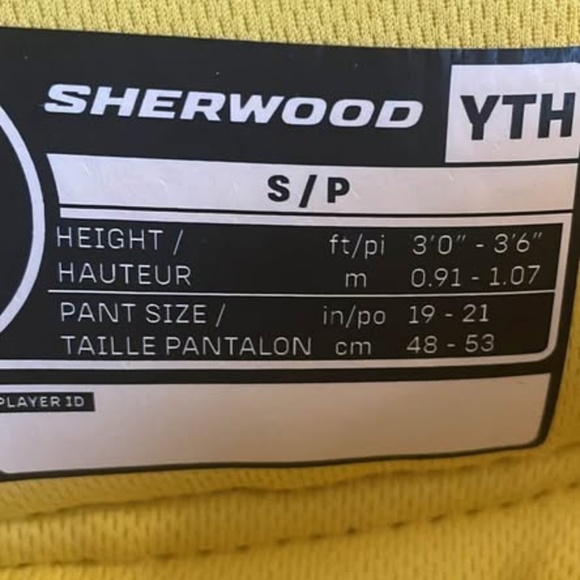 SHERWOOD YTH
S/P
HEIGHT / ft/pi 3'0" - 3'6"
HAUTEUR m 0.91 - 1.07
PANT SIZE / in/po 19 - 21
TAILLE PANTALON cm 48 - 53
PLAYER ID